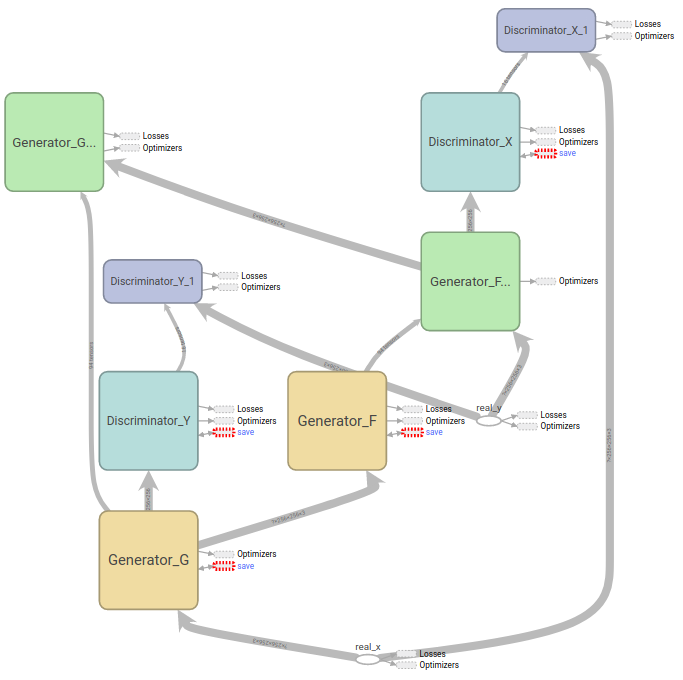 Discriminator_X_1
Losses
Optimizers
Generator_G...
Losses
Optimizers
Discriminator_X
Losses
Optimizers
save
Discriminator_Y_1
Losses
Optimizers
Generator_F...
Optimizers
Discriminator_Y
Losses
Optimizers
save
Generator_F
Losses
Optimizers
save
real_y
Losses
Optimizers
Generator_G
Optimizers
save
real_x
Losses
Optimizers